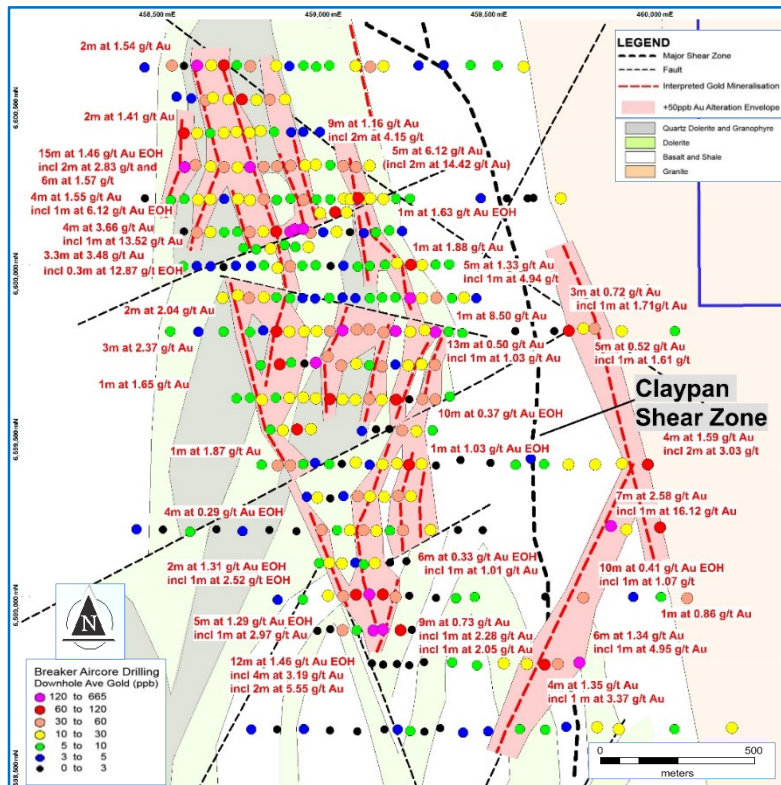 458,500 mE
459,000 mE
459,500 mE
460,000 mE
6,600,500 mN
6,600,000 mN
6,599,500 mN
6,599,000 mN
LEGEND
Major Shear Zone
Fault
Interpreted Gold Mineralisation
+50ppb Au Alteration Envelope
Quartz Dolerite and Granophyre
Dolerite
Basalt and Shale
Granite
2m at 1.54 g/t Au
2m at 1.41 g/t Au
9m at 1.16 g/t Au
incl 2m at 4.15 g/t
5m at 6.12 g/t Au
(incl 2m at 14.42 g/t Au)
15m at 1.46 g/t Au EOH
incl 2m at 2.83 g/t and
6m at 1.57 g/t
4m at 1.55 g/t Au
incl 1m at 6.12 g/t Au EOH
1m at 1.63 g/t Au EOH
4m at 3.66 g/t Au
incl 1m at 13.52 g/t Au
1m at 1.88 g/t Au
3.3m at 3.48 g/t Au
incl 0.3m at 12.87 g/t EOH
5m at 1.33 g/t Au
incl 1m at 4.94 g/t
3m at 0.72 g/t Au
incl 1m at 1.71g/t Au
2m at 2.04 g/t Au
1m at 8.50 g/t Au
3m at 2.37 g/t Au
13m at 0.50 g/t Au
incl 1m at 1.03 g/t Au
5m at 0.52 g/t Au
incl 1m at 1.61 g/t
1m at 1.65 g/t Au
Claypan
Shear Zone
10m at 0.37 g/t Au EOH
1m at 1.87 g/t Au
1m at 1.03 g/t Au EOH
4m at 1.59 g/t Au
incl 2m at 3.03 g/t
7m at 2.58 g/t Au
incl 1m at 16.12 g/t Au
4m at 0.29 g/t Au EOH
2m at 1.31 g/t Au EOH
incl 1m at 2.52 g/t EOH
6m at 0.33 g/t Au EOH
incl 1m at 1.01 g/t Au
10m at 0.41 g/t Au EOH
incl 1m at 1.07 g/t
1m at 0.86 g/t Au
5m at 1.29 g/t Au EOH
incl 1m at 2.97 g/t Au
9m at 0.73 g/t Au
incl 1m at 2.28 g/t Au
incl 1m at 2.05 g/t Au
6m at 1.34 g/t Au
incl 1m at 4.95 g/t Au
12m at 1.46 g/t Au EOH
incl 4m at 3.19 g/t Au
incl 2m at 5.55 g/t Au
4m at 1.35 g/t Au
incl 1 m at 3.37 g/t Au
N
Breaker Aircore Drilling
Downhole Ave Gold (ppb)
120 to 665
60 to 120
30 to 60
10 to 30
5 to 10
3 to 5
0 to 3
0
500
meters